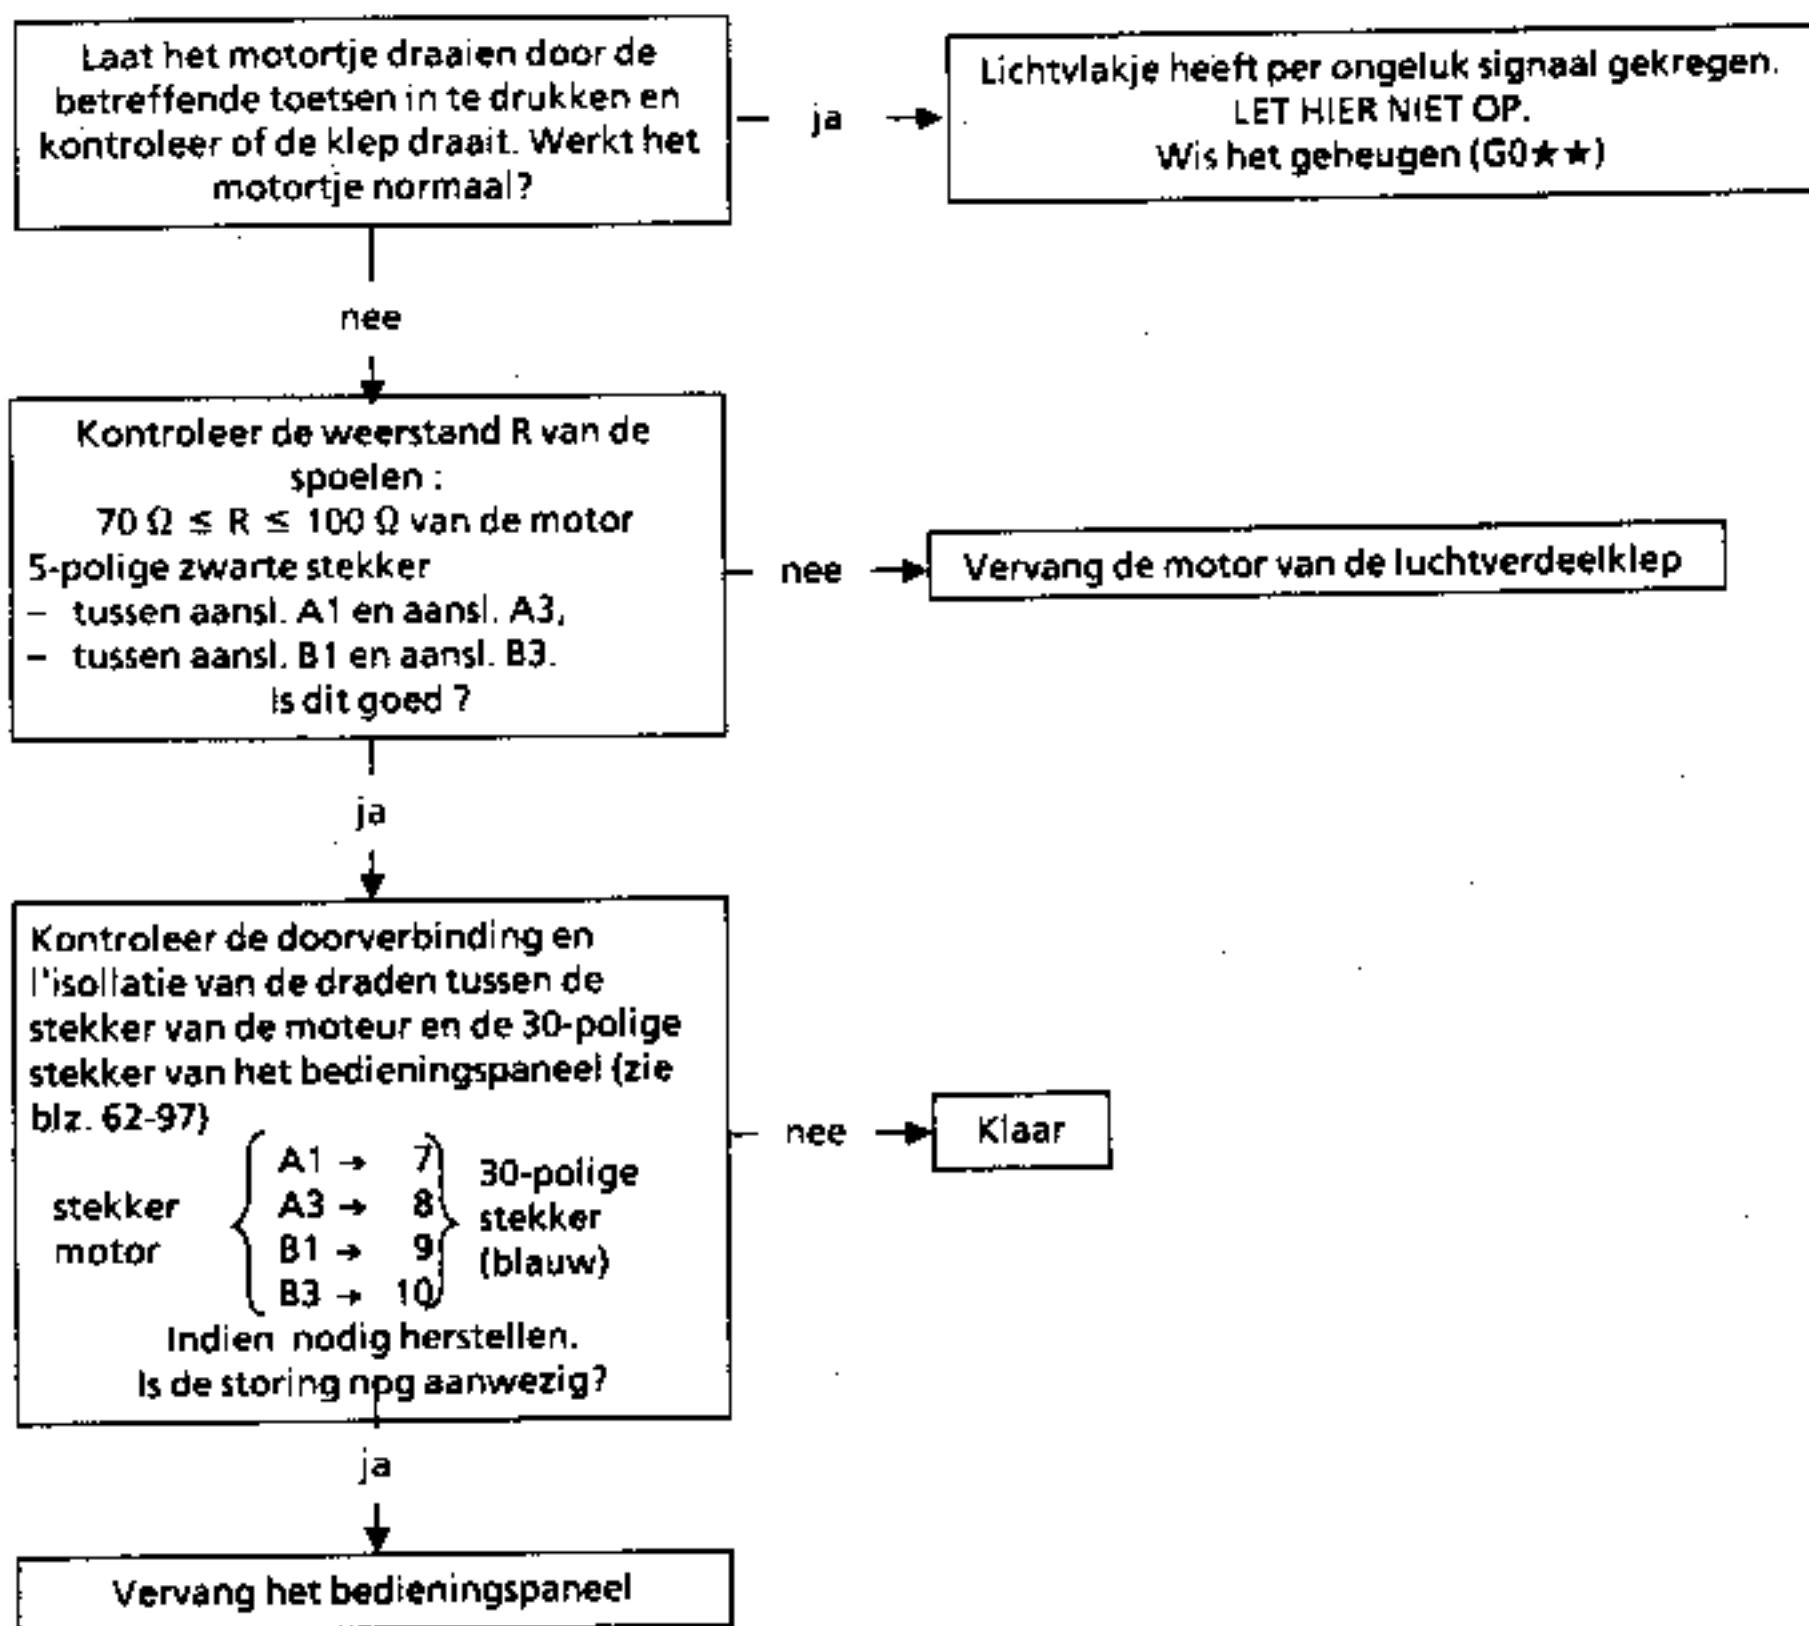 Laat het motortje draaien door de
betreffende toetsen in te drukken en
kontroleer of de klep draait. Werkt het
motortje normaal?
ja
Lichtvlakje heeft per ongeluk signaal gekregen.
LET HIER NIET OP.
Wis het geheugen (G0★★)
nee
Kontroleer de weerstand R van de
spoelen :
70 Ω ≤ R ≤ 100 Ω van de motor
5-polige zwarte stekker
– tussen aansl. A1 en aansl. A3,
– tussen aansl. B1 en aansl. B3.
Is dit goed ?
nee
Vervang de motor van de luchtverdeelklep
ja
Kontroleer de doorverbinding en
l'isollatie van de draden tussen de
stekker van de moteur en de 30-polige
stekker van het bedieningspaneel (zie
blz. 62-97)
stekker
motor
A1 → 7
A3 → 8
B1 → 9
B3 → 10
30-polige
stekker
(blauw)
Indien nodig herstellen.
Is de storing nog aanwezig?
nee
Klaar
ja
Vervang het bedieningspaneel